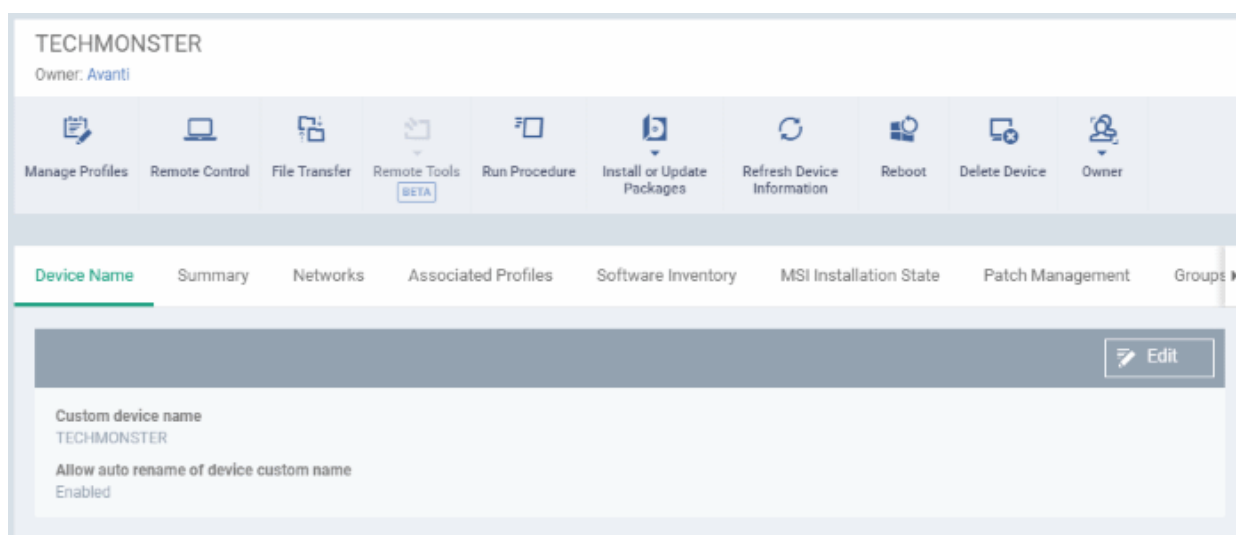 TECHMONSTER
Owner: Avanti
Manage Profiles
Remote Control
File Transfer
Remote Tools
BETA
Run Procedure
Install or Update
Packages
Refresh Device
Information
Reboot
Delete Device
Owner
Device Name Summary Networks Associated Profiles Software Inventory MSI Installation State Patch Management Groups
Edit
Custom device name
TECHMONSTER
Allow auto rename of device custom name
Enabled